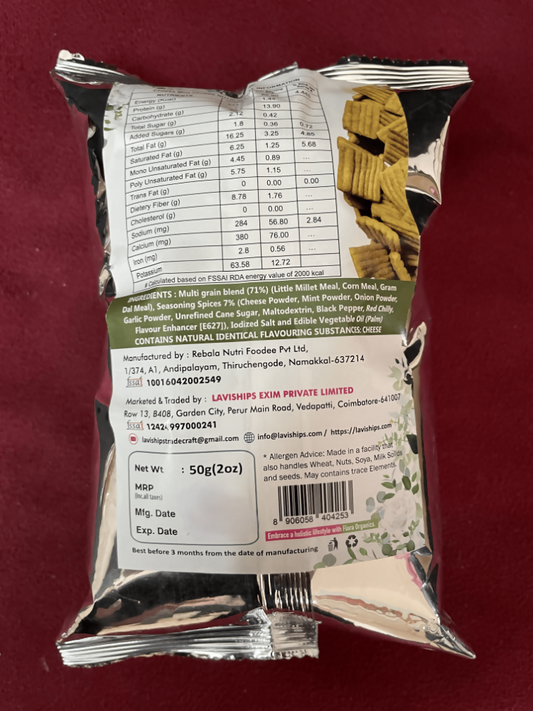 INFORMATION
Energy (Kcal)
Protein (g) 13.90
Carbohydrate (g) 2.12 0.42
Total Sugar (g) 1.8 0.36 0.72
Added Sugars (g) 16.25 3.25 4.85
Total Fat (g) 6.25 1.25 5.68
Saturated Fat (g) 4.45 0.89 ...
Mono Unsaturated Fat (g) 5.75 1.15 ...
Poly Unsaturated Fat (g) 0 0.00 0.00
Trans Fat (g) 8.78 1.76 ...
Dietary Fiber (g) 0 0.00 ...
Cholesterol (g) 284 56.80 2.84
Sodium (mg) 380 76.00 ...
Calcium (mg) 2.8 0.56 ...
Iron (mg) 63.58 12.72
Potassium
# Calculated based on FSSAI RDA energy value of 2000 kcal
INGREDIENTS : Multi grain blend (71%) (Little Millet Meal, Corn Meal, Gram
Dal Meal), Seasoning Spices 7% (Cheese Powder, Mint Powder, Onion Powder,
Garlic Powder, Unrefined Cane Sugar, Maltodextrin, Black Pepper, Red Chilly,
Flavour Enhancer [E627]), Iodized Salt and Edible Vegetable Oil (Palm)
CONTAINS NATURAL IDENTICAL FLAVOURING SUBSTANCIS: CHEESE
Manufactured by : Rebala Nutri Foodee Pvt Ltd,
1/374, A1, Andipalayam, Thiruchengode, Namakkal-637214
fssai 10016042002549
Marketed & Traded by : LAVISHIPS EXIM PRIVATE LIMITED
Row 13, B408, Garden City, Perur Main Road, Vedapatti, Coimbatore-641007
fssai
lavishipstradecraft@gmail.com info@laviships.com / https://laviships.com
* Allergen Advice: Made in a facility that
also handles Wheat, Nuts, Soya, Milk Solids
and seeds. May contains trace Elements.
Net Wt : 50g(2oz)
MRP
(Inc.all taxes)
Mfg. Date
Exp. Date
8 906058 404253
Embrace a holistic lifestyle with Flora Organics
Best before 3 months from the date of manufacturing